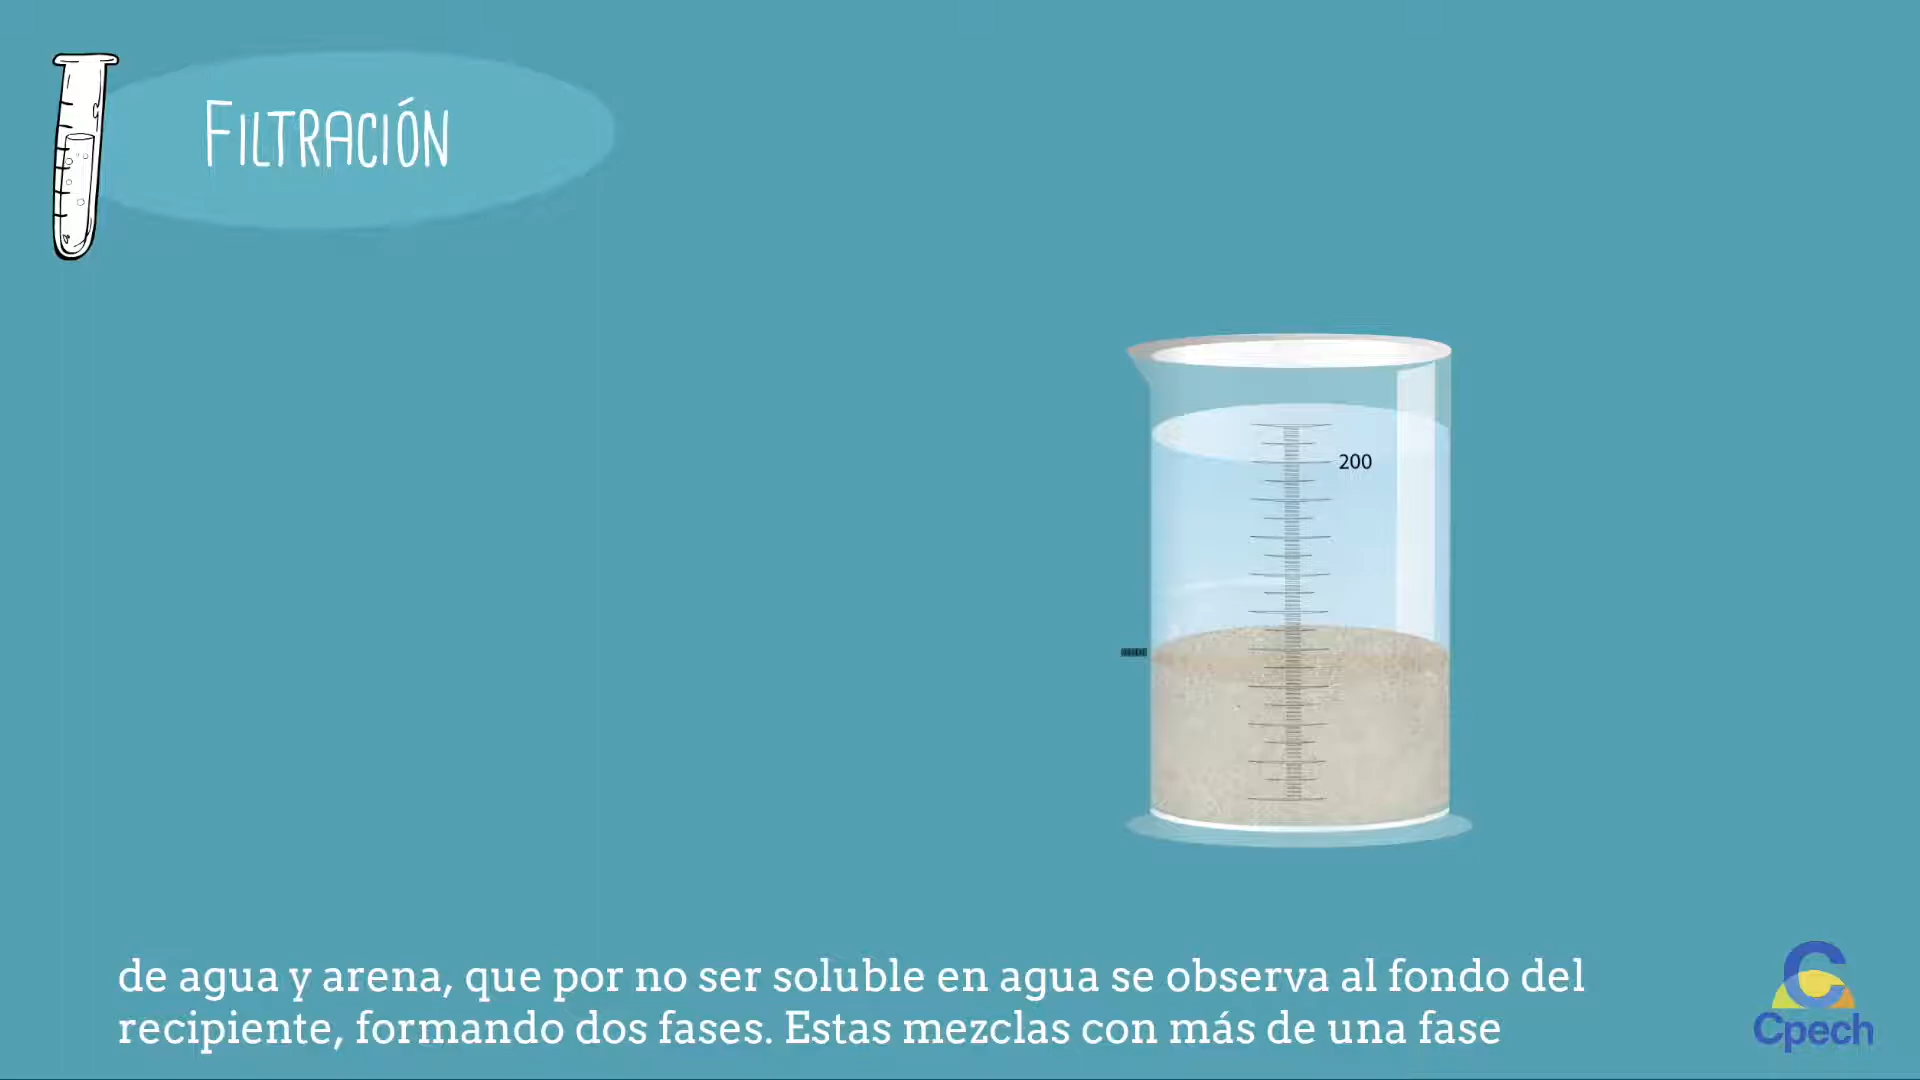 FILTRACIÓN
200
de agua y arena, que por no ser soluble en agua se observa al fondo del
recipiente, formando dos fases. Estas mezclas con más de una fase
Cpech